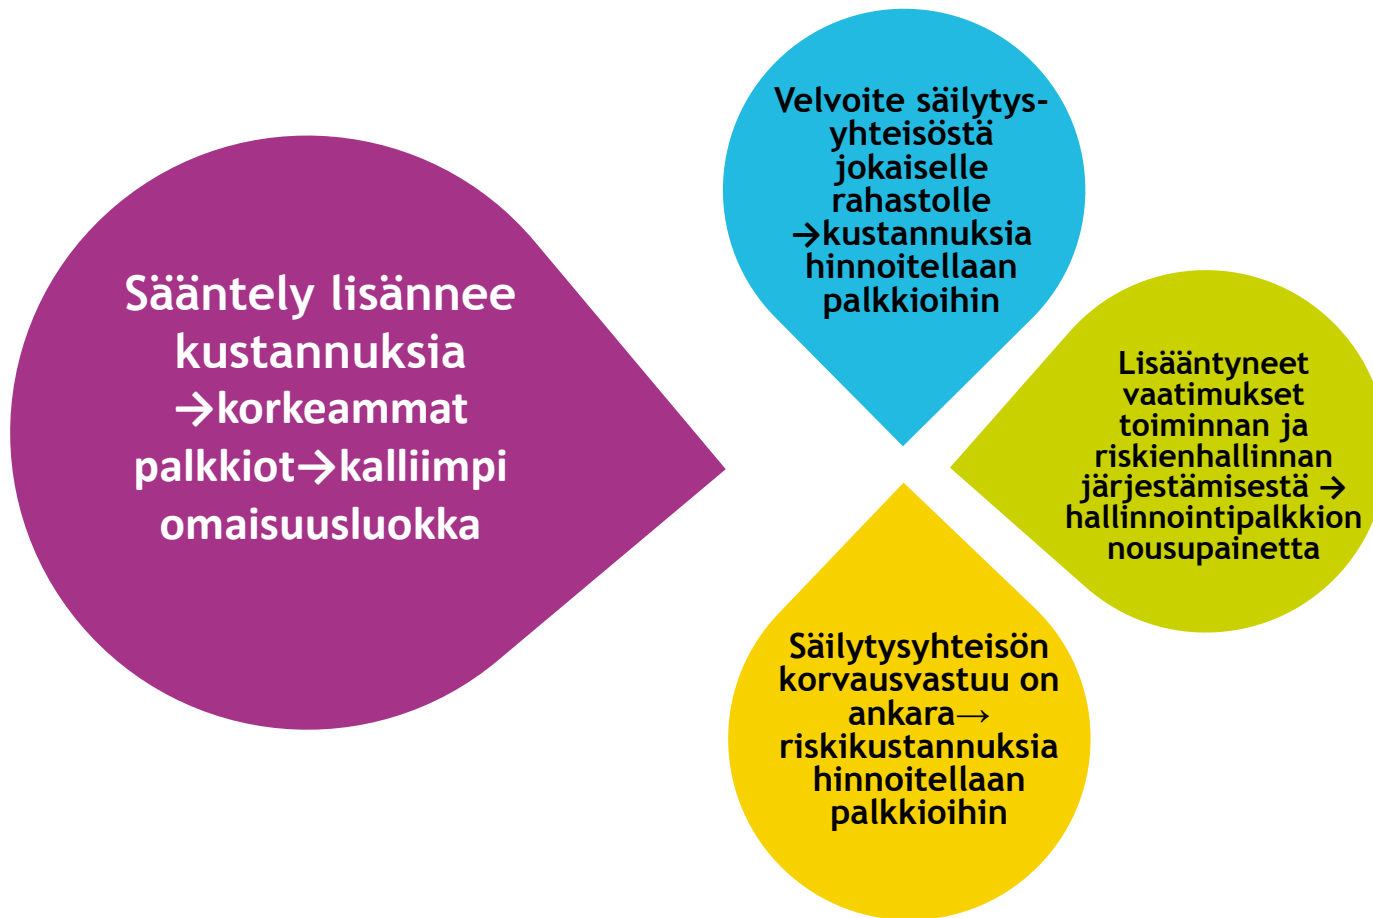 Sääntely lisännee
kustannuksia
→korkeammat
palkkiot→kalliimpi
omaisuusluokka
Velvoite säilytys-
yhteisöstä
jokaiselle
rahastolle
→kustannuksia
hinnoitellaan
palkkioihin
Lisääntyneet
vaatimukset
toiminnan ja
riskienhallinnan
järjestämisestä →
hallinnointipalkkion
nousupainetta
Säilytysyhteisön
korvausvastuu on
ankara→
riskikustannuksia
hinnoitellaan
palkkioihin